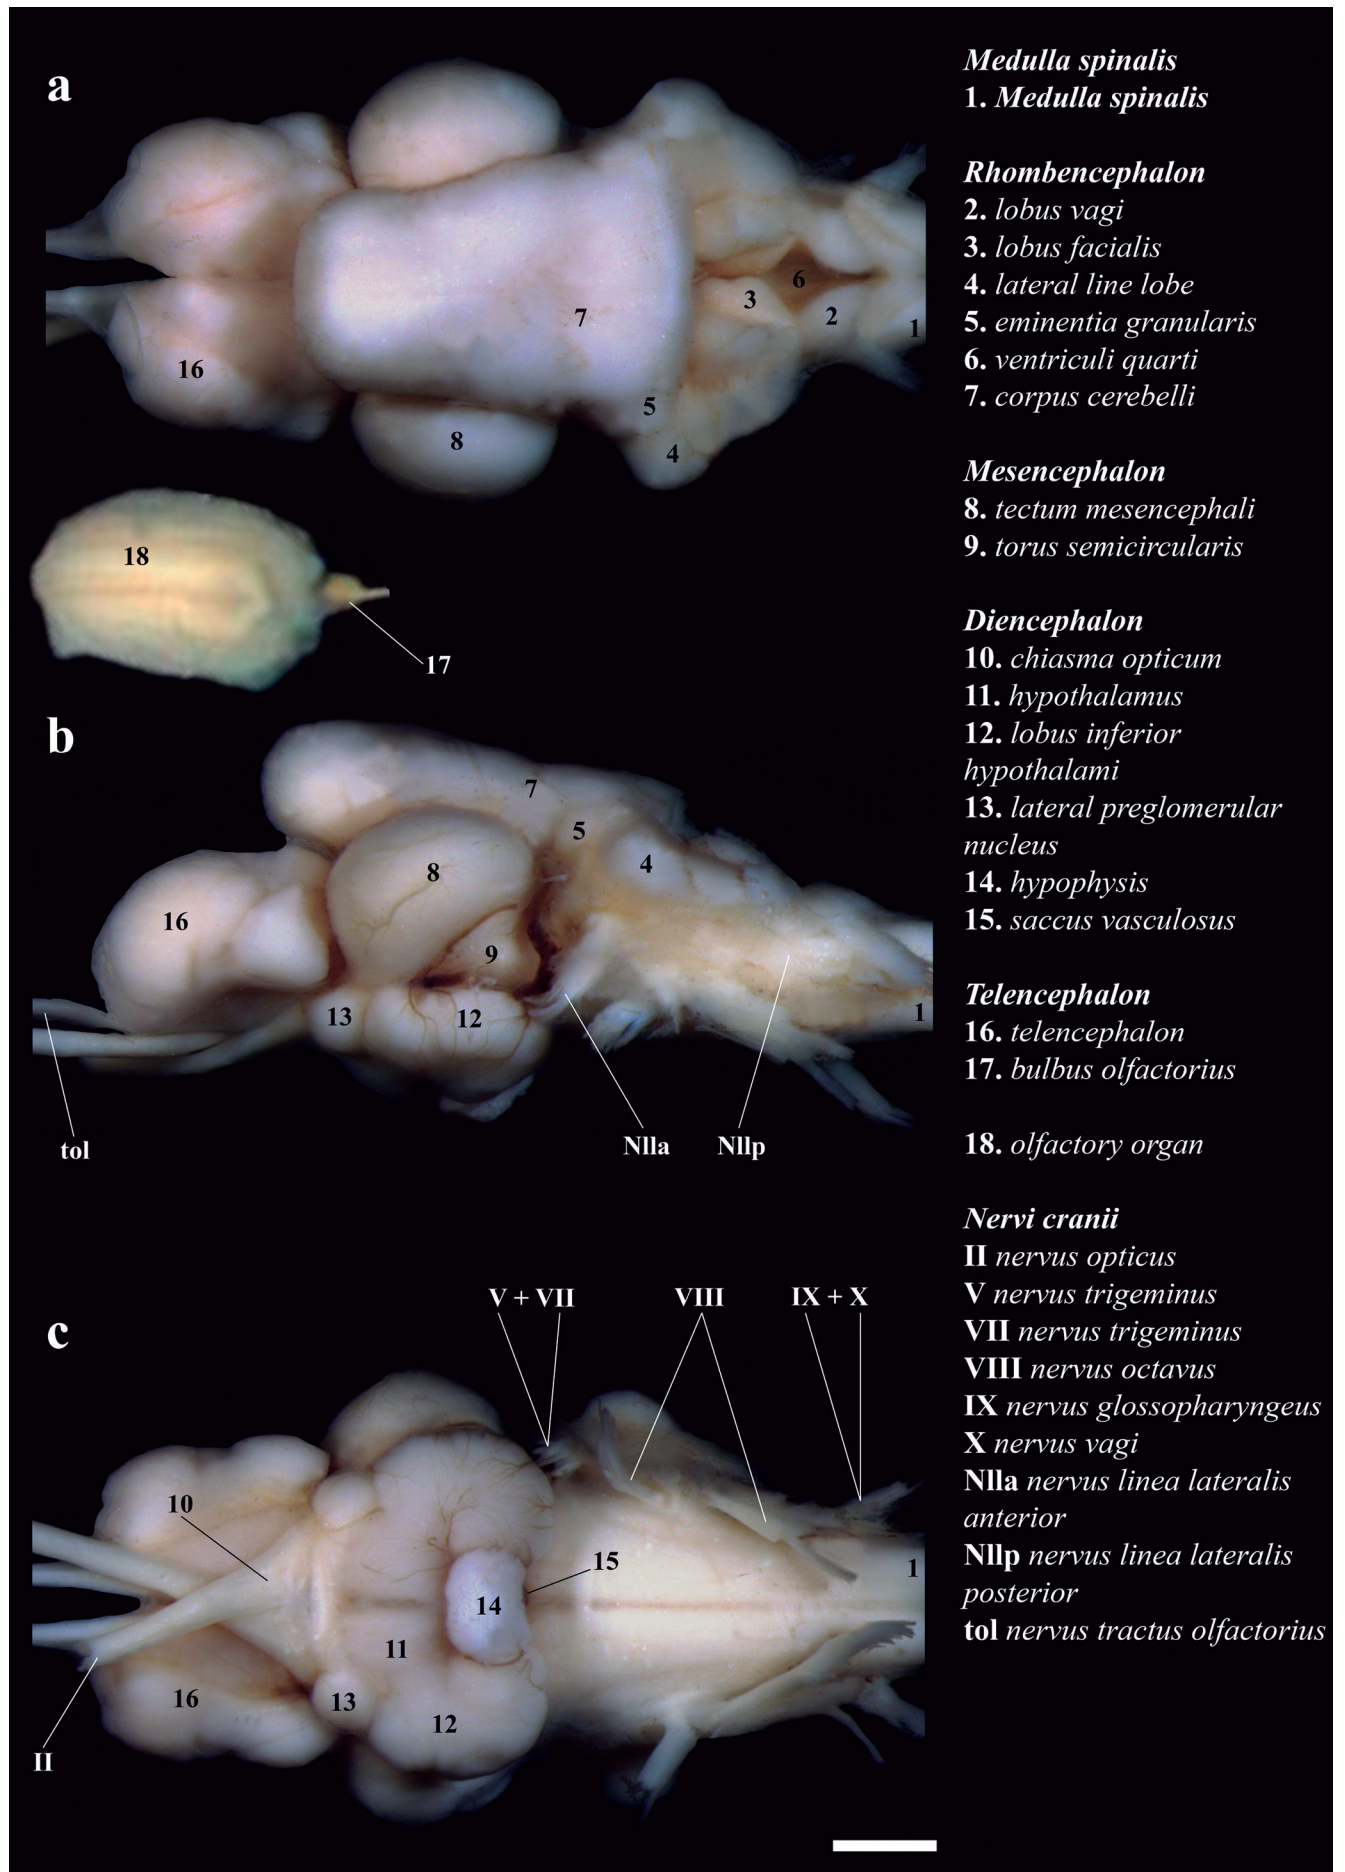 a
16
8
7
5
4
3
6
2
1
18
17
b
7
5
4
8
16
9
13
12
1
tol
Nlla
Nllp
c
V + VII
VIII
IX + X
10
15
14
11
16
13
12
1
II
Medulla spinalis
1. Medulla spinalis
Rhombencephalon
2. lobus vagi
3. lobus facialis
4. lateral line lobe
5. eminentia granularis
6. ventriculi quarti
7. corpus cerebelli
Mesencephalon
8. tectum mesencephali
9. torus semicircularis
Diencephalon
10. chiasma opticum
11. hypothalamus
12. lobus inferior
hypothalami
13. lateral preglomerular
nucleus
14. hypophysis
15. saccus vasculosus
Telencephalon
16. telencephalon
17. bulbus olfactorius
18. olfactory organ
Nervi cranii
II nervus opticus
V nervus trigeminus
VII nervus trigeminus
VIII nervus octavus
IX nervus glossopharyngeus
X nervus vagi
Nlla nervus linea lateralis
anterior
Nllp nervus linea lateralis
posterior
tol nervus tractus olfactorius